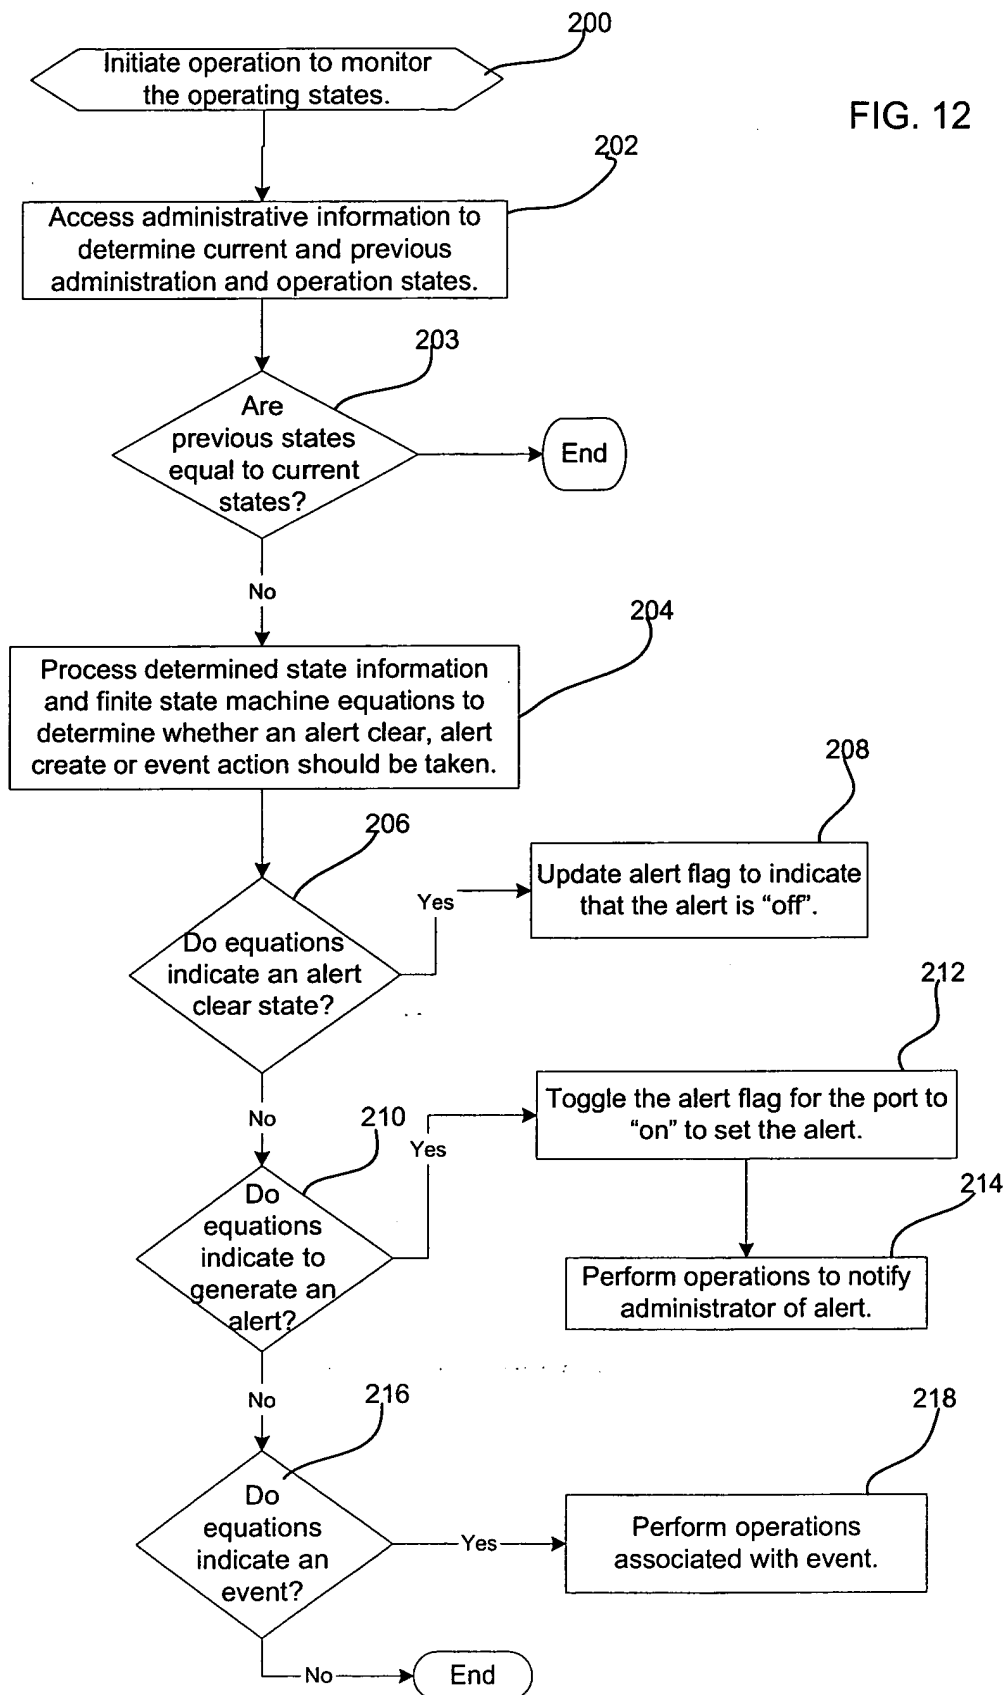 200
Initiate operation to monitor
the operating states.
FIG. 12
202
Access administrative information to
determine current and previous
administration and operation states.
203
Are
previous states
equal to current
states?
End
No
204
Process determined state information
and finite state machine equations to
determine whether an alert clear, alert
create or event action should be taken.
208
206
Update alert flag to indicate
that the alert is “off”.
Yes
Do equations
indicate an alert
clear state?
212
No
210
Toggle the alert flag for the port to
“on” to set the alert.
Yes
214
Do
equations
indicate to
generate an
alert?
Perform operations to notify
administrator of alert.
No
216
218
Do
equations
indicate an
event?
Yes
Perform operations
associated with event.
No
End